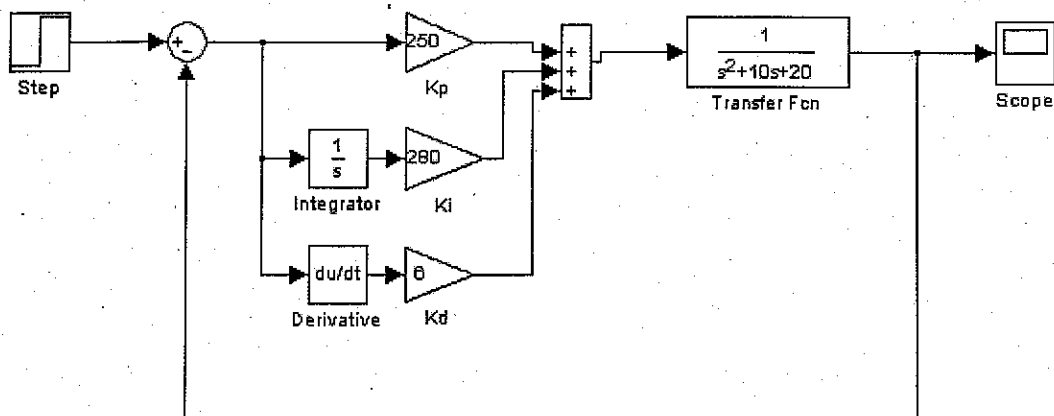 Step
+
-
250
Kp
+
+
+
1
s²+10s+20
Transfer Fcn
Scope
1
s
Integrator
280
Ki
du/dt
Derivative
6
Kd